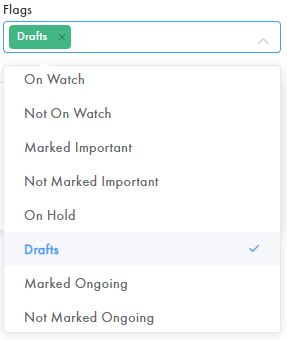 Flags
Drafts ×
On Watch
Not On Watch
Marked Important
Not Marked Important
On Hold
Drafts
Marked Ongoing
Not Marked Ongoing